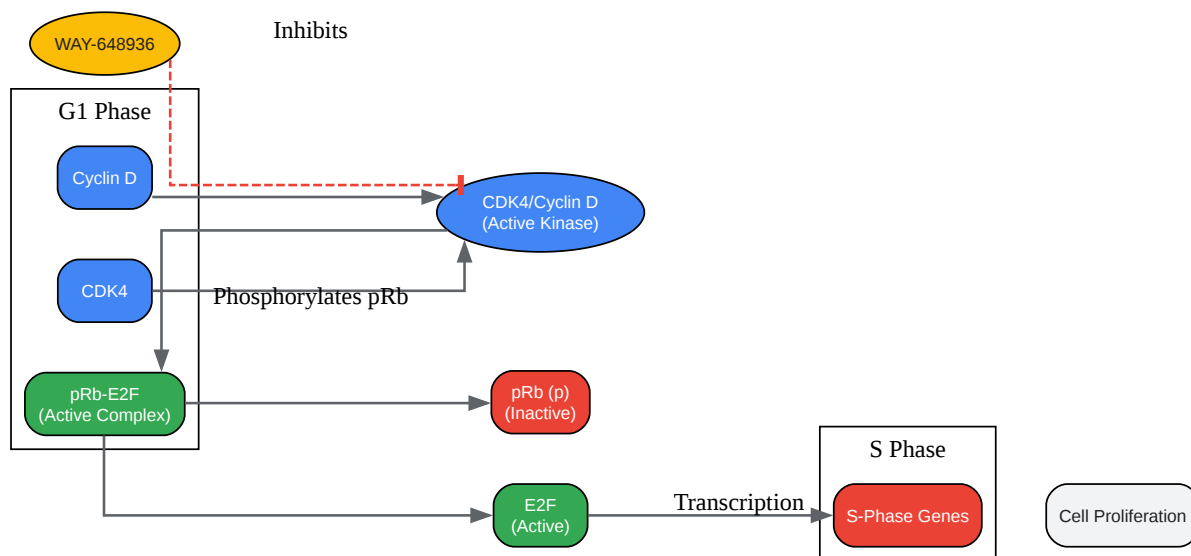 WAY-648936
Inhibits
G1 Phase
Cyclin D
CDK4/Cyclin D
(Active Kinase)
CDK4
Phosphorylates pRb
pRb-E2F
(Active Complex)
pRb (p)
(Inactive)
S Phase
E2F
(Active)
Transcription
S-Phase Genes
Cell Proliferation